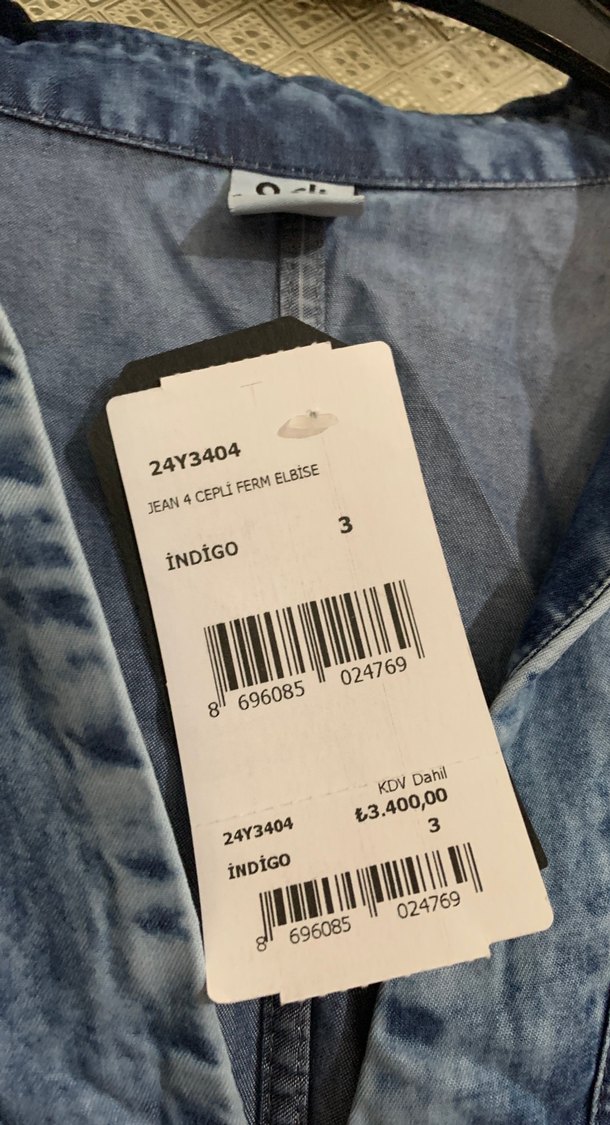 24Y3404
JEAN 4 CEPLİ FERM ELBİSE
İNDİGO 3
8 696085 024769
KDV Dahil
24Y3404 ₺3.400,00
İNDİGO 3
8 696085 024769